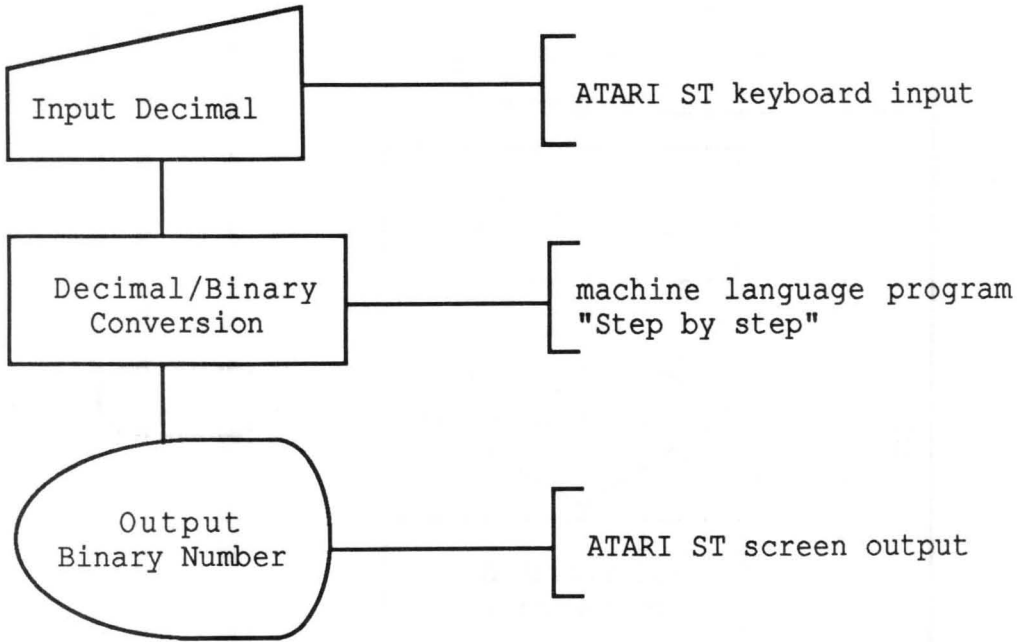 Input Decimal
ATARI ST keyboard input
Decimal/Binary
Conversion
machine language program
"Step by step"
Output
Binary Number
ATARI ST screen output